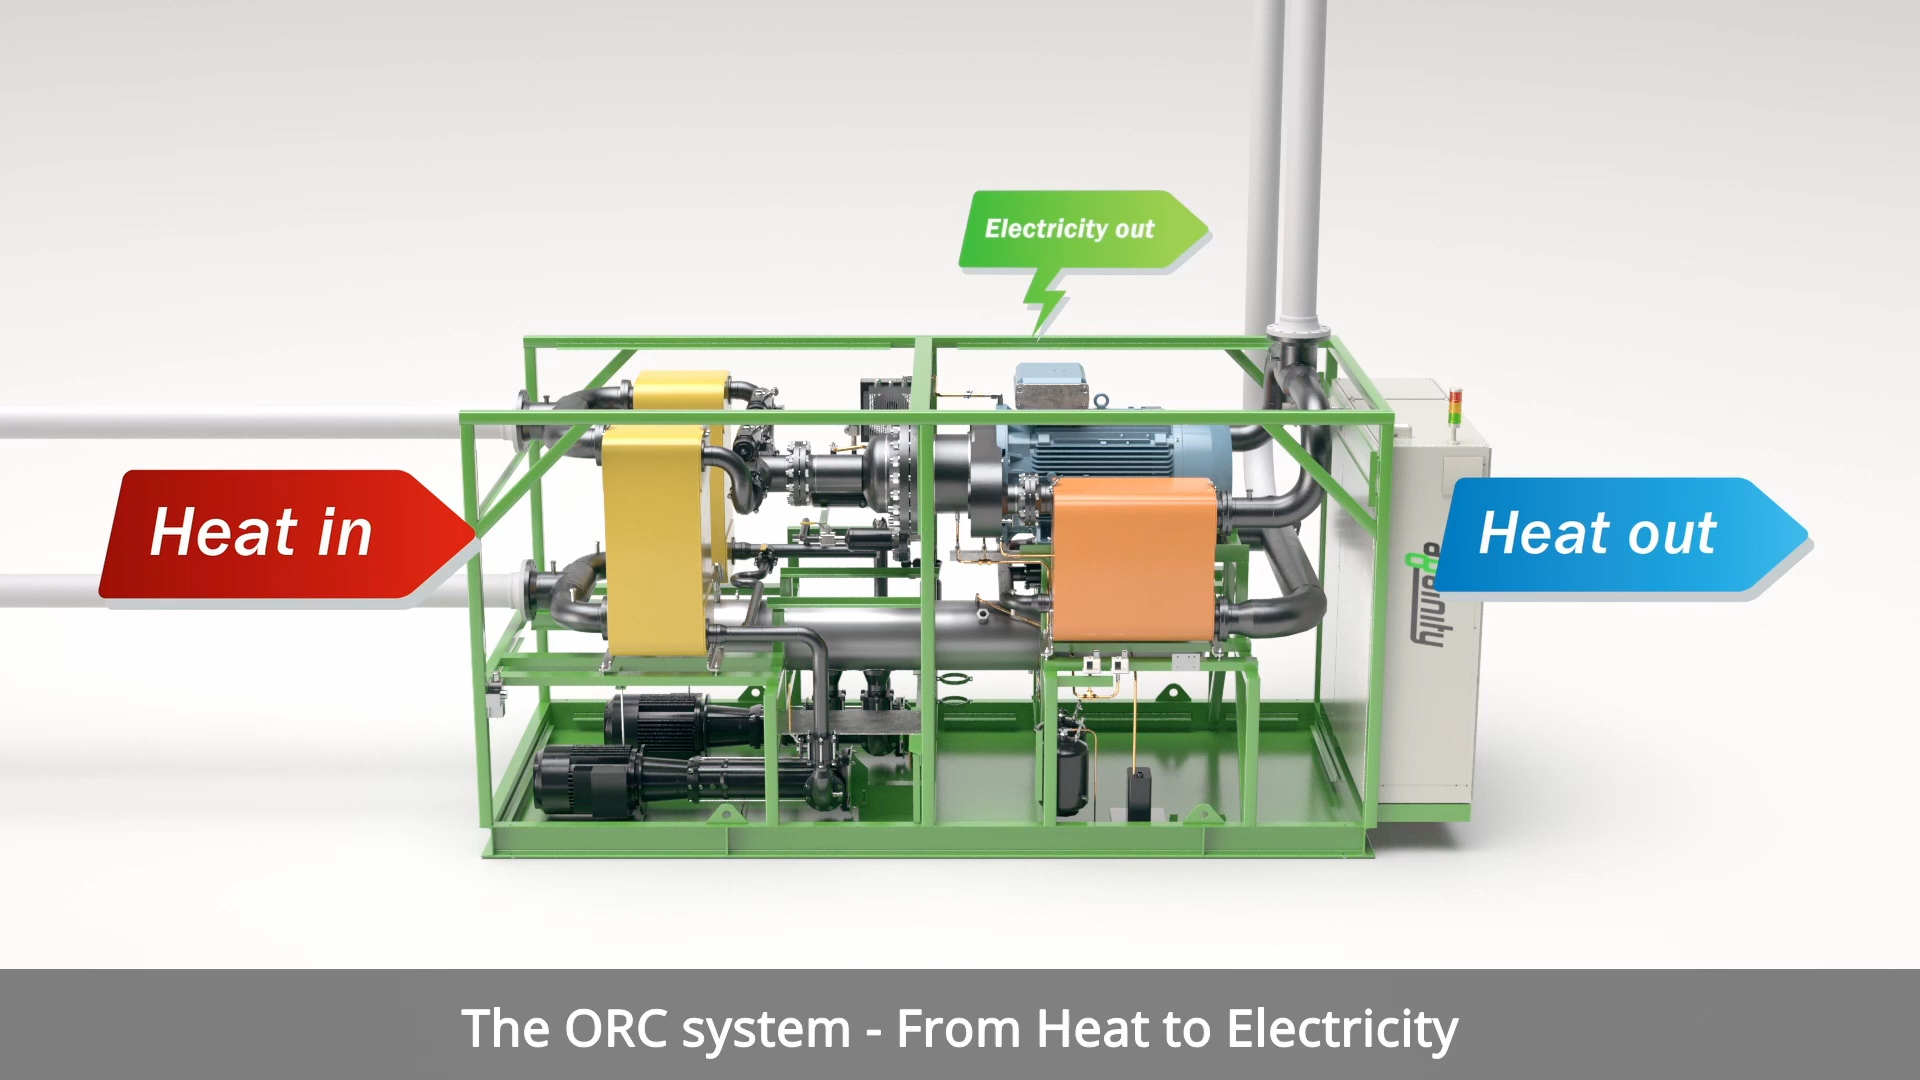 Electricity out
Heat in
Heat out
The ORC system - From Heat to Electricity